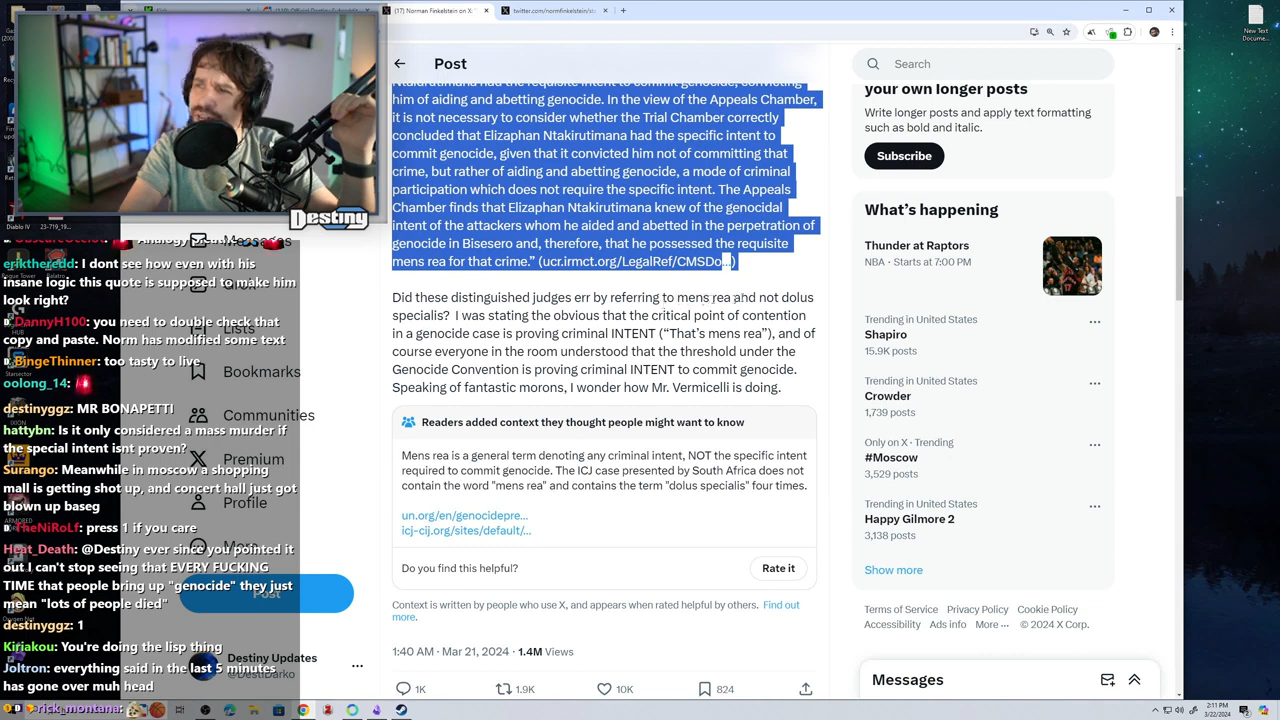 (17) Norman Finkelstein on X: "
twitter.com/normfinkelstein/sta
New Text
Docume...
Destiny
Diablo IV
23-719_19...
Post
him of aiding and abetting genocide. In the view of the Appeals Chamber,
it is not necessary to consider whether the Trial Chamber correctly
concluded that Elizaphan Ntakirutimana had the specific intent to
commit genocide, given that it convicted him not of committing that
crime, but rather of aiding and abetting genocide, a mode of criminal
participation which does not require the specific intent. The Appeals
Chamber finds that Elizaphan Ntakirutimana knew of the genocidal
intent of the attackers whom he aided and abetted in the perpetration of
genocide in Bisesero and, therefore, that he possessed the requisite
mens rea for that crime.” (ucr.irmct.org/LegalRef/CMSDo...)
Did these distinguished judges err by referring to mens rea and not dolus
specialis? I was stating the obvious that the critical point of contention
in a genocide case is proving criminal INTENT (“That’s mens rea”), and of
course everyone in the room understood that the threshold under the
Genocide Convention is proving criminal INTENT to commit genocide.
Speaking of fantastic morons, I wonder how Mr. Vermicelli is doing.
Readers added context they thought people might want to know
Mens rea is a general term denoting any criminal intent, NOT the specific intent
required to commit genocide. The ICJ case presented by South Africa does not
contain the word "mens rea" and contains the term "dolus specialis" four times.
un.org/en/genocidepre...
icj-cij.org/sites/default/...
Do you find this helpful?
Rate it
Context is written by people who use X, and appears when rated helpful by others. Find out
more.
1:40 AM · Mar 21, 2024 · 1.4M Views
1K
1.9K
10K
824
Search
your own longer posts
Write longer posts and apply text formatting
such as bold and italic.
Subscribe
What’s happening
Thunder at Raptors
NBA · Starts at 7:00 PM
Trending in United States
Shapiro
15.9K posts
Trending in United States
Crowder
1,739 posts
Only on X · Trending
#Moscow
3,529 posts
Trending in United States
Happy Gilmore 2
3,138 posts
Show more
Terms of Service Privacy Policy Cookie Policy
Accessibility Ads info More ··· © 2024 X Corp.
Messages
Messages
Lists
Bookmarks
Communities
Premium
Profile
More
Post
Destiny Updates
@DestiDarko
eriktheredd: I dont see how even with his
insane logic this quote is supposed to make him
look right?
DannyH100: you need to double check that
copy and paste. Norm has modified some text
BingeThinner: too tasty to live
oolong_14:
destinyggz: MR BONAPETTI
hattybn: Is it only considered a mass murder if
the special intent isnt proven?
Surango: Meanwhile in moscow a shopping
mall is getting shot up, and concert hall just got
blown up baseg
TheNiRoLf: press 1 if you care
Heat_Death: @Destiny ever since you pointed it
out I can't stop seeing that EVERY FUCKING
TIME that people bring up "genocide" they just
mean "lots of people died"
destinyggz: 1
Kiriakou: You're doing the lisp thing
Joltron: everything said in the last 5 minutes
has gone over muh head
rick_montana:
2:11 PM
3/22/2024